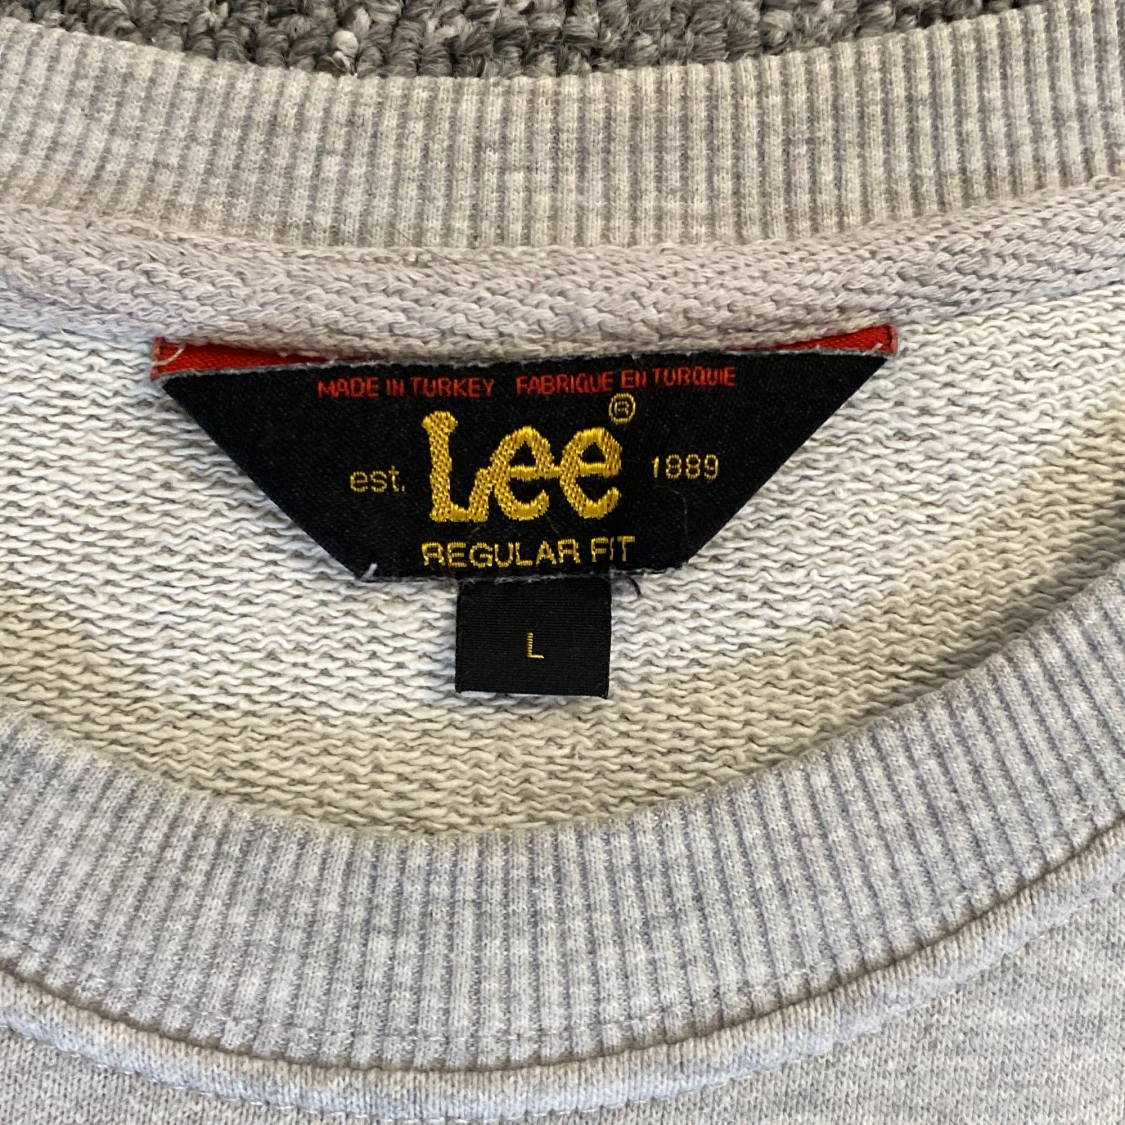 MADE IN TURKEY FABRIQUE EN TURQUIE
Lee®
est. 1889
REGULAR FIT
L